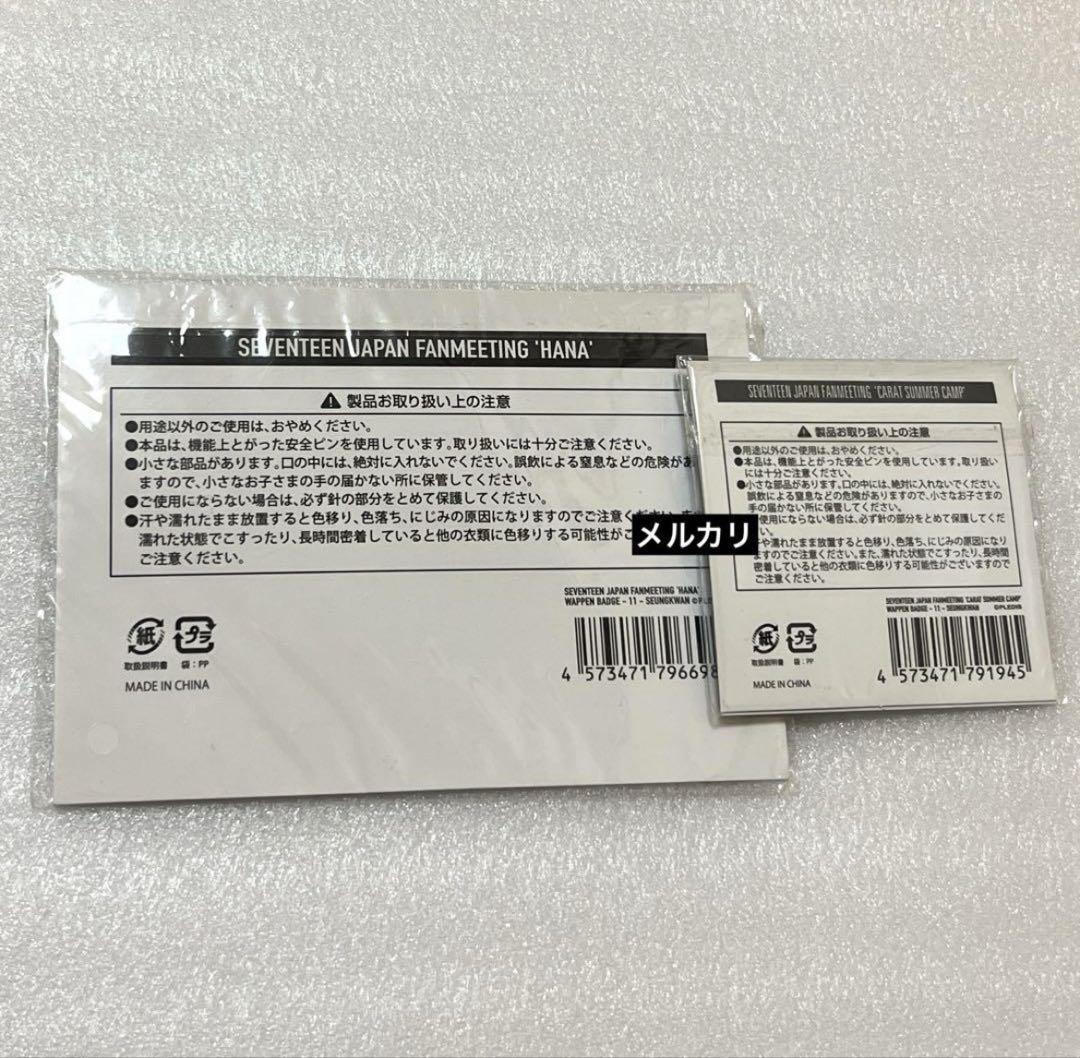 SEVENTEEN JAPAN FANMEETING 'HANA'
製品お取り扱い上の注意
●用途以外のご使用は、おやめください。
●本品は、機能上とがった安全ピンを使用しています。取り扱いには十分ご注意ください。
●小さな部品があります。口の中には、絶対に入れないでください。誤飲による窒息などの危険があ
ますので、小さなお子さまの手の届かない所に保管してください。
●ご使用にならない場合は、必ず針の部分をとめて保護してください。
●汗や濡れたまま放置すると色移り、色落ち、にじみの原因になりますのでご注意くだ
濡れた状態でこすったり、長時間密着していると他の衣類に色移りする可能性がご
ご注意ください。
SEVENTEEN JAPAN FANMEETING 'HANA'
WAPPEN BADGE - 11 - SEUNGKWAN ©PLED
紙 プラ
取扱説明書 袋：PP
MADE IN CHINA
4 573471 79669
メルカリ
SEVENTEEN JAPAN FANMEETING 'CARAT SUMMER CAMP'
製品お取り扱い上の注意
●用途以外のご使用は、おやめください。
●本品は、機能上とがった安全ピンを使用しています。取り扱い
には十分ご注意ください。
●小さな部品があります。口の中には、絶対に入れないでください。
誤飲による窒息などの危険がありますので、小さなお子さまの
手の届かない所に保管してください。
使用にならない場合は、必ず針の部分をとめて保護してくだ
汗や濡れたまま放置すると色移り、色落ち、にじみの原因になり
ますのでご注意ください。また、濡れた状態でこすったり、長時間
密着していると他の衣類に色移りする可能性がございますので
ご注意ください。
SEVENTEEN JAPAN FANMEETING 'CARAT SUMMER CAMP'
WAPPEN BADGE - 11 - SEUNGKWAN ©PLEDIS
紙 プラ
取扱説明書 袋：PP
MADE IN CHINA
4 573471 791945